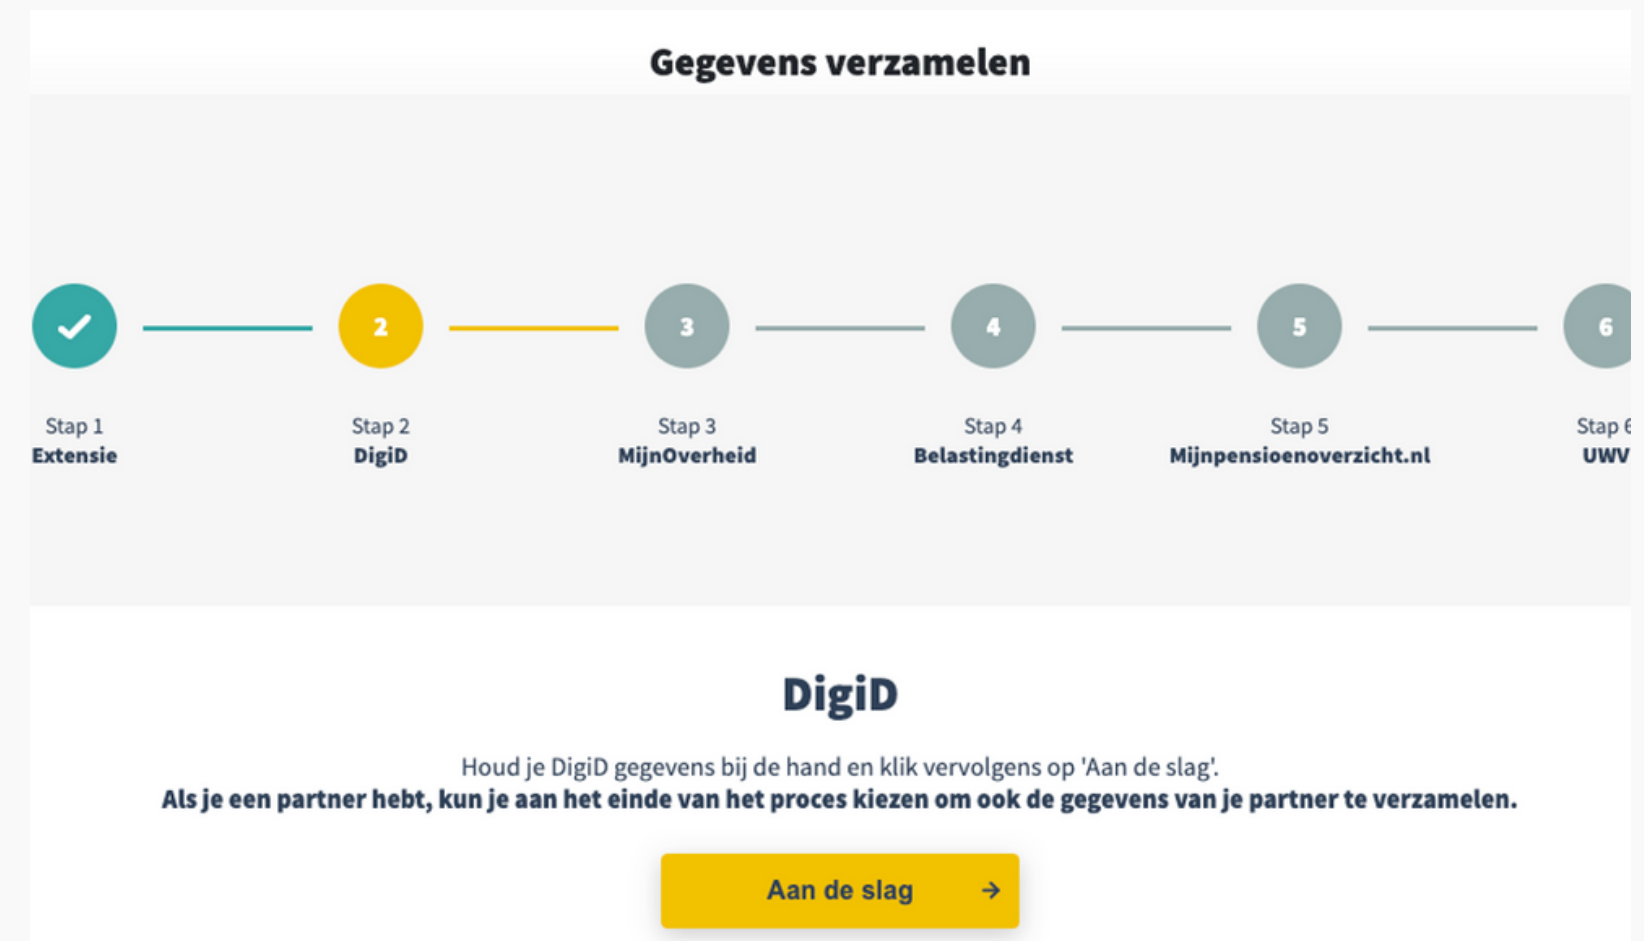 Gegevens verzamelen
2
3
4
5
6
Stap 1
Extensie
Stap 2
DigiD
Stap 3
MijnOverheid
Stap 4
Belastingdienst
Stap 5
Mijnpensioenoverzicht.nl
Stap 6
UWV
DigiD
Houd je DigiD gegevens bij de hand en klik vervolgens op 'Aan de slag'.
Als je een partner hebt, kun je aan het einde van het proces kiezen om ook de gegevens van je partner te verzamelen.
Aan de slag